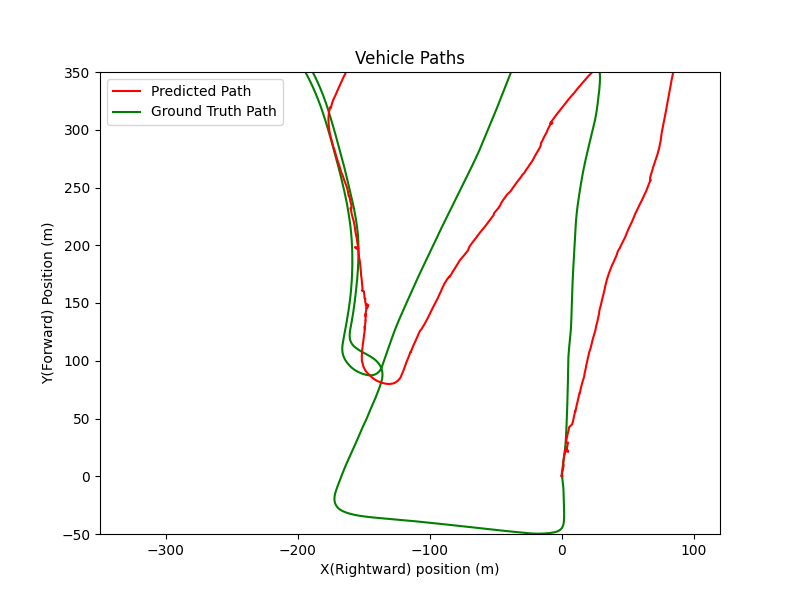 Vehicle Paths
Predicted Path
Ground Truth Path
Y(Forward) Position (m)
350
300
250
200
150
100
50
0
−50
−300
−200
−100
0
100
X(Rightward) position (m)